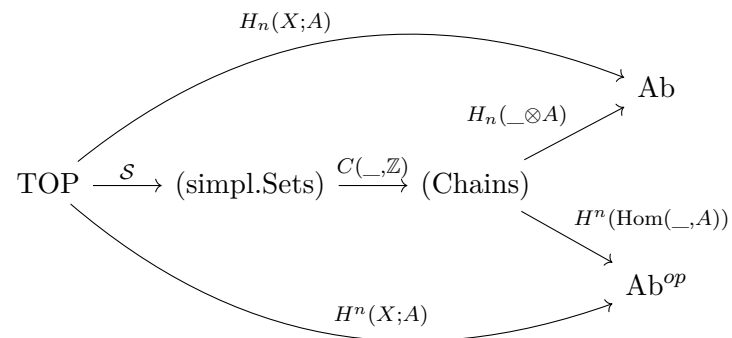 H_n(X;A)
Ab
H_n(_⊗A)
TOP 𝒮 (simpl.Sets) C(_,ℤ) (Chains)
H^n(Hom(_,A))
Ab^{op}
H^n(X;A)